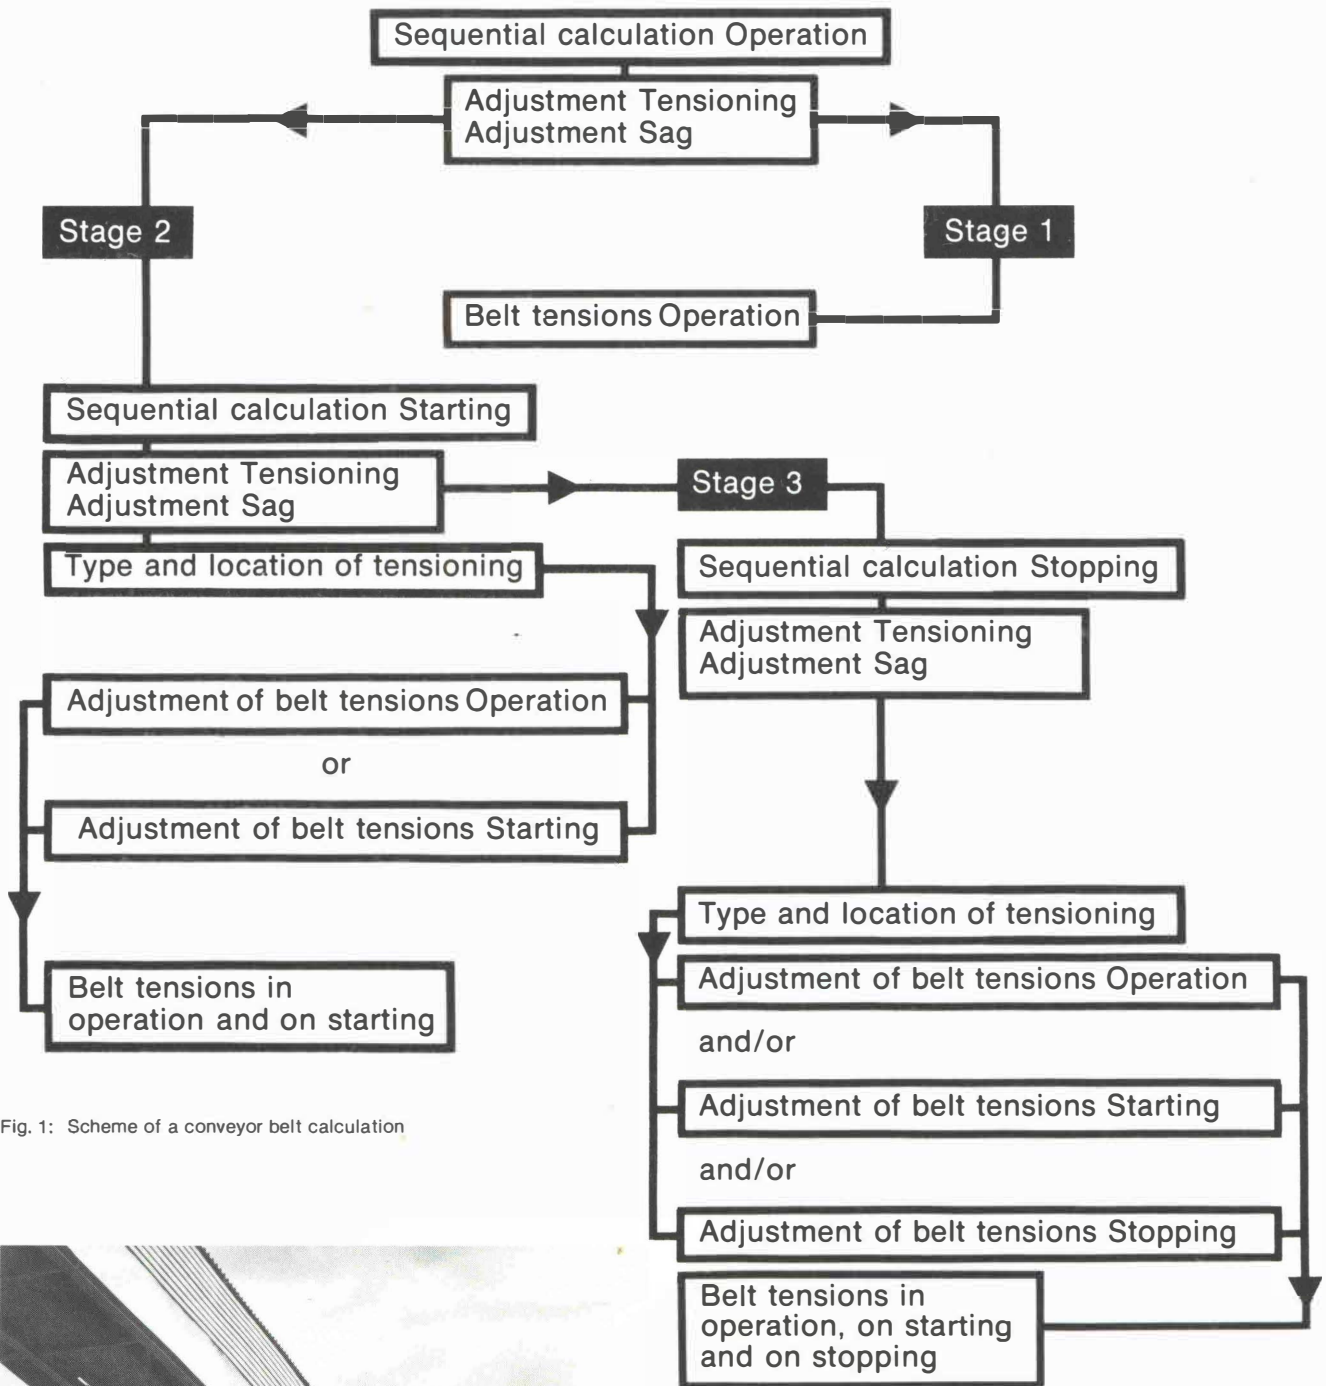 Sequential calculation Operation
Adjustment Tensioning
Adjustment Sag
Stage 2
Stage 1
Belt tensions Operation
Sequential calculation Starting
Adjustment Tensioning
Adjustment Sag
Stage 3
Type and location of tensioning
Sequential calculation Stopping
Adjustment Tensioning
Adjustment Sag
Adjustment of belt tensions Operation
or
Adjustment of belt tensions Starting
Belt tensions in
operation and on starting
Type and location of tensioning
Adjustment of belt tensions Operation
and/or
Adjustment of belt tensions Starting
and/or
Adjustment of belt tensions Stopping
Belt tensions in
operation, on starting
and on stopping
Fig. 1: Scheme of a conveyor belt calculation